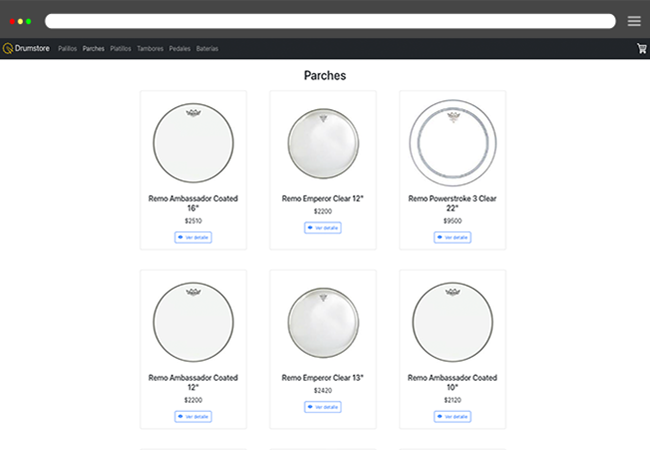 Drumstore Palillos Parches Platillos Tambores Pedales Baterías
Parches
Remo Ambassador Coated
16"
$2510
Ver detalle
Remo Emperor Clear 12"
$2200
Ver detalle
Remo Powerstroke 3 Clear
22"
$9500
Ver detalle
Remo Ambassador Coated
12"
$2200
Ver detalle
Remo Emperor Clear 13"
$2420
Ver detalle
Remo Ambassador Coated
10"
$2120
Ver detalle